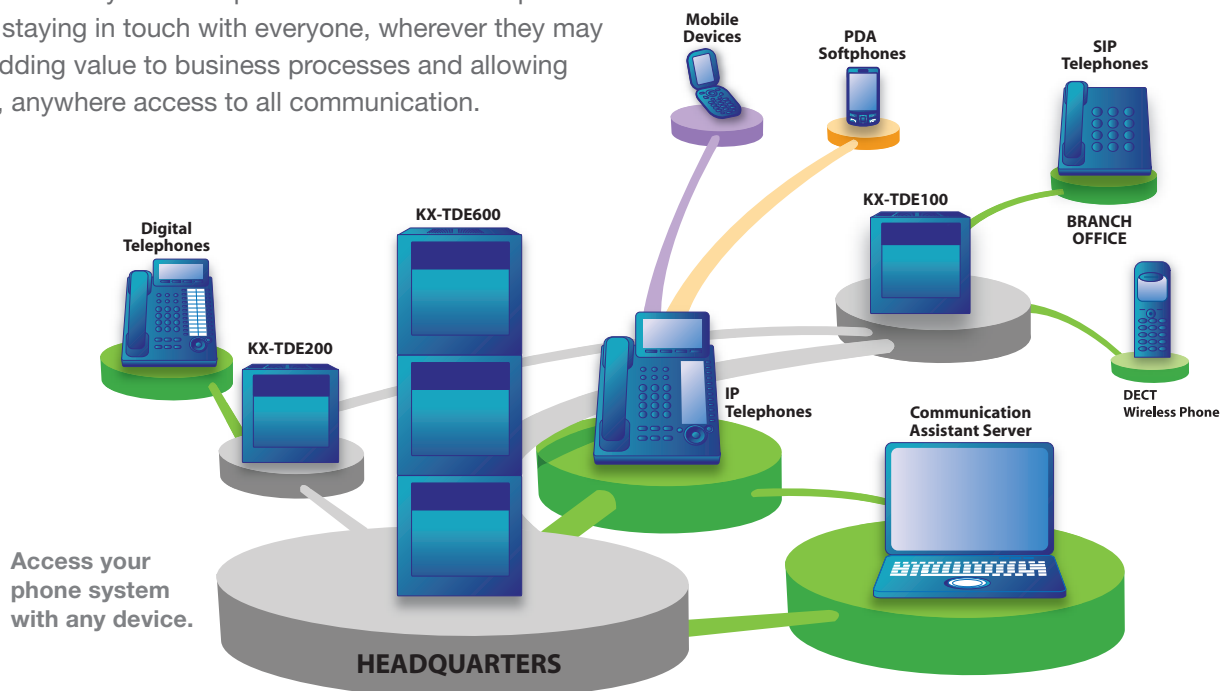 staying in touch with everyone, wherever they may
dding value to business processes and allowing
, anywhere access to all communication.
Mobile
Devices
PDA
Softphones
SIP
Telephones
KX-TDE100
BRANCH
OFFICE
KX-TDE600
Digital
Telephones
KX-TDE200
IP
Telephones
DECT
Wireless Phone
Communication
Assistant Server
Access your
phone system
with any device.
HEADQUARTERS